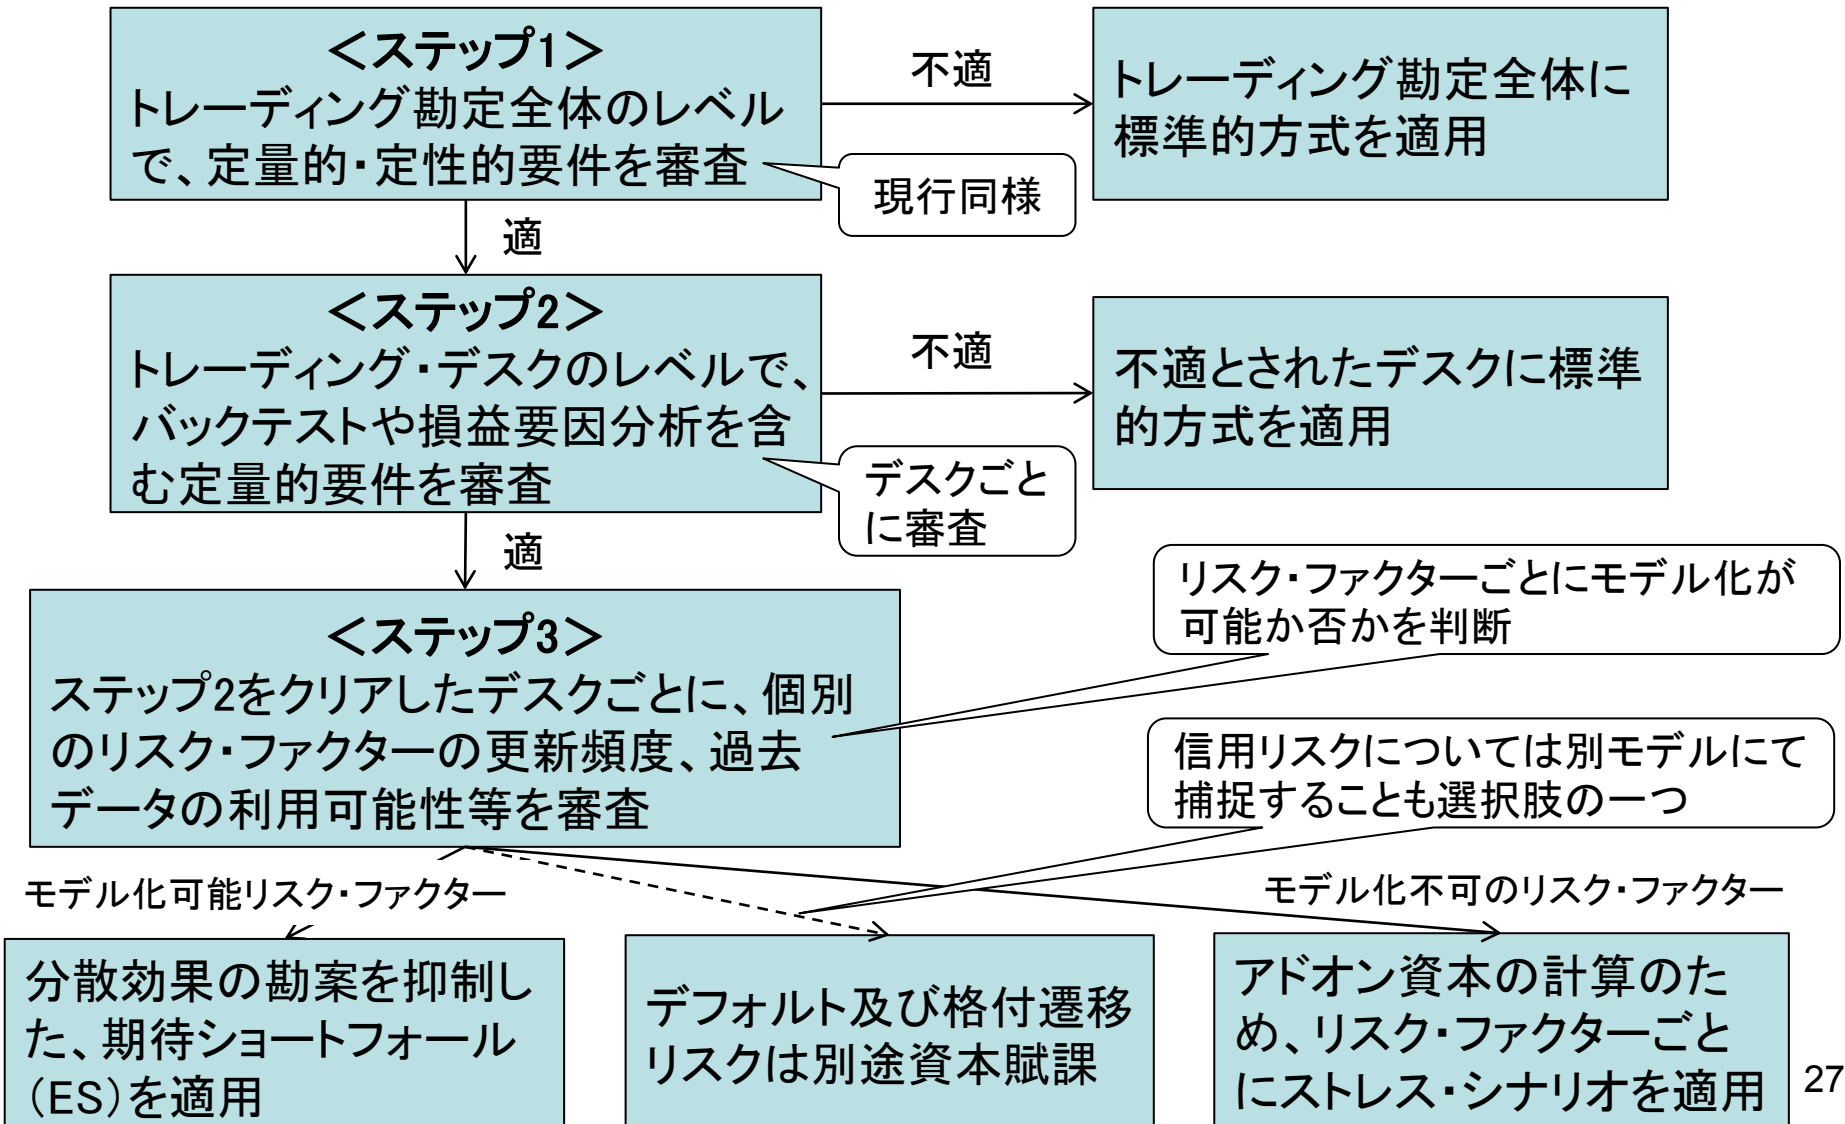 ＜ステップ1＞
トレーディング勘定全体のレベル
で、定量的・定性的要件を審査
不適
トレーディング勘定全体に
標準的方式を適用
現行同様
適
＜ステップ2＞
トレーディング・デスクのレベルで、
バックテストや損益要因分析を含
む定量的要件を審査
不適
不適とされたデスクに標準
的方式を適用
デスクごと
に審査
適
＜ステップ3＞
ステップ2をクリアしたデスクごとに、個別
のリスク・ファクターの更新頻度、過去
データの利用可能性等を審査
リスク・ファクターごとにモデル化が
可能か否かを判断
信用リスクについては別モデルにて
捕捉することも選択肢の一つ
モデル化可能リスク・ファクター
モデル化不可のリスク・ファクター
分散効果の勘案を抑制し
た、期待ショートフォール
（ES）を適用
デフォルト及び格付遷移
リスクは別途資本賦課
アドオン資本の計算のた
め、リスク・ファクターごと
にストレス・シナリオを適用
27